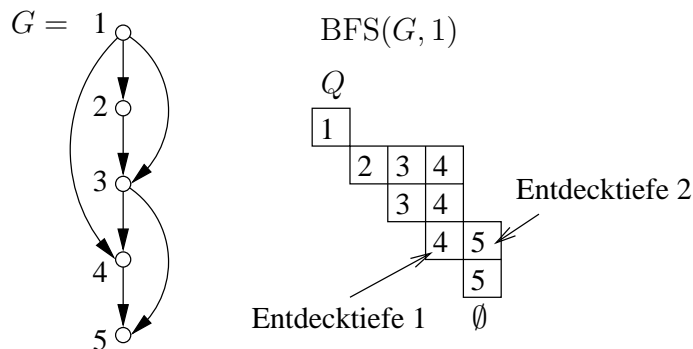 G = 1
2
3
4
5
BFS(G, 1)
Q
1
2 3 4
3 4
4 5
5
∅
Entdecktiefe 2
Entdecktiefe 1